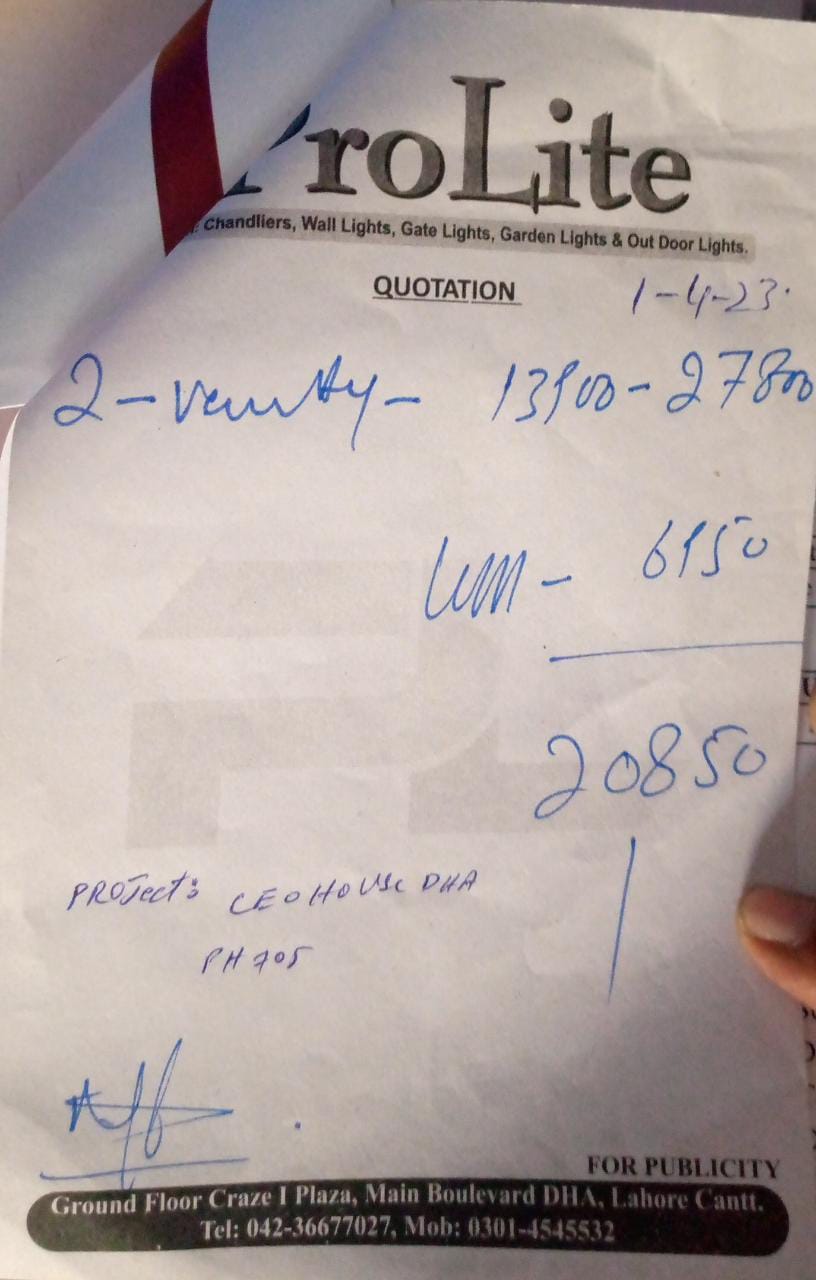 ProLite
Chandliers, Wall Lights, Gate Lights, Garden Lights & Out Door Lights.
QUOTATION
1-4-23.
2 - vanity - 13900 - 27800
Less - 6950
20850
PROJect: CEO HOUSe DHA
PH 705
FOR PUBLICITY
Ground Floor Craze I Plaza, Main Boulevard DHA, Lahore Cantt.
Tel: 042-36677027, Mob: 0301-4545532